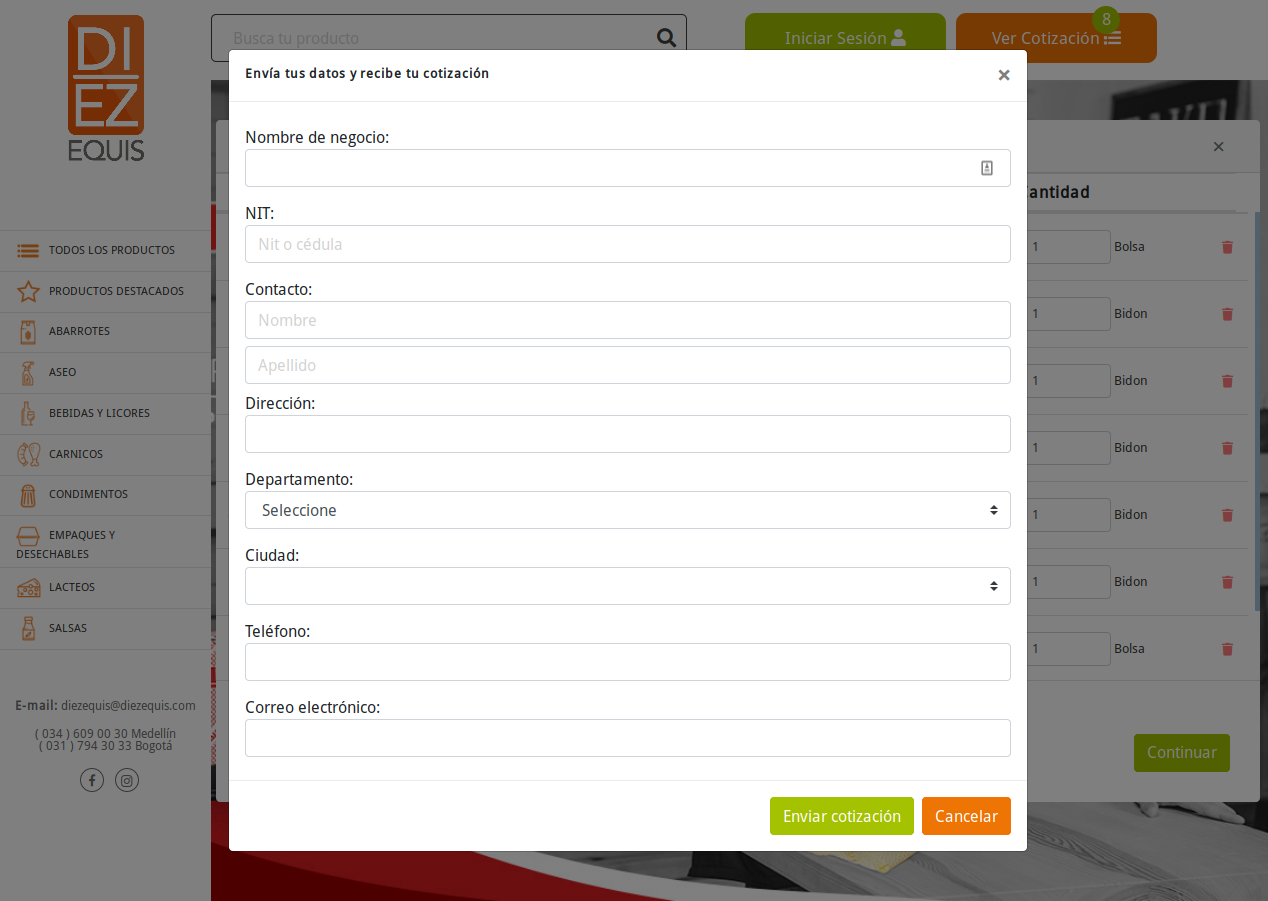 DI
EZ
EQUIS
Busca tu producto
Iniciar Sesión
Ver Cotización
8
Envía tus datos y recibe tu cotización
×
Nombre de negocio:
NIT:
Nit o cédula
Contacto:
Nombre
Apellido
Dirección:
Departamento:
Seleccione
Ciudad:
Teléfono:
Correo electrónico:
Enviar cotización
Cancelar
×
antidad
1 Bolsa
1 Bidon
1 Bidon
1 Bidon
1 Bidon
1 Bidon
1 Bolsa
Continuar
TODOS LOS PRODUCTOS
PRODUCTOS DESTACADOS
ABARROTES
ASEO
BEBIDAS Y LICORES
CARNICOS
CONDIMENTOS
EMPAQUES Y
DESECHABLES
LACTEOS
SALSAS
E-mail: diezequis@diezequis.com
( 034 ) 609 00 30 Medellín
( 031 ) 794 30 33 Bogotá